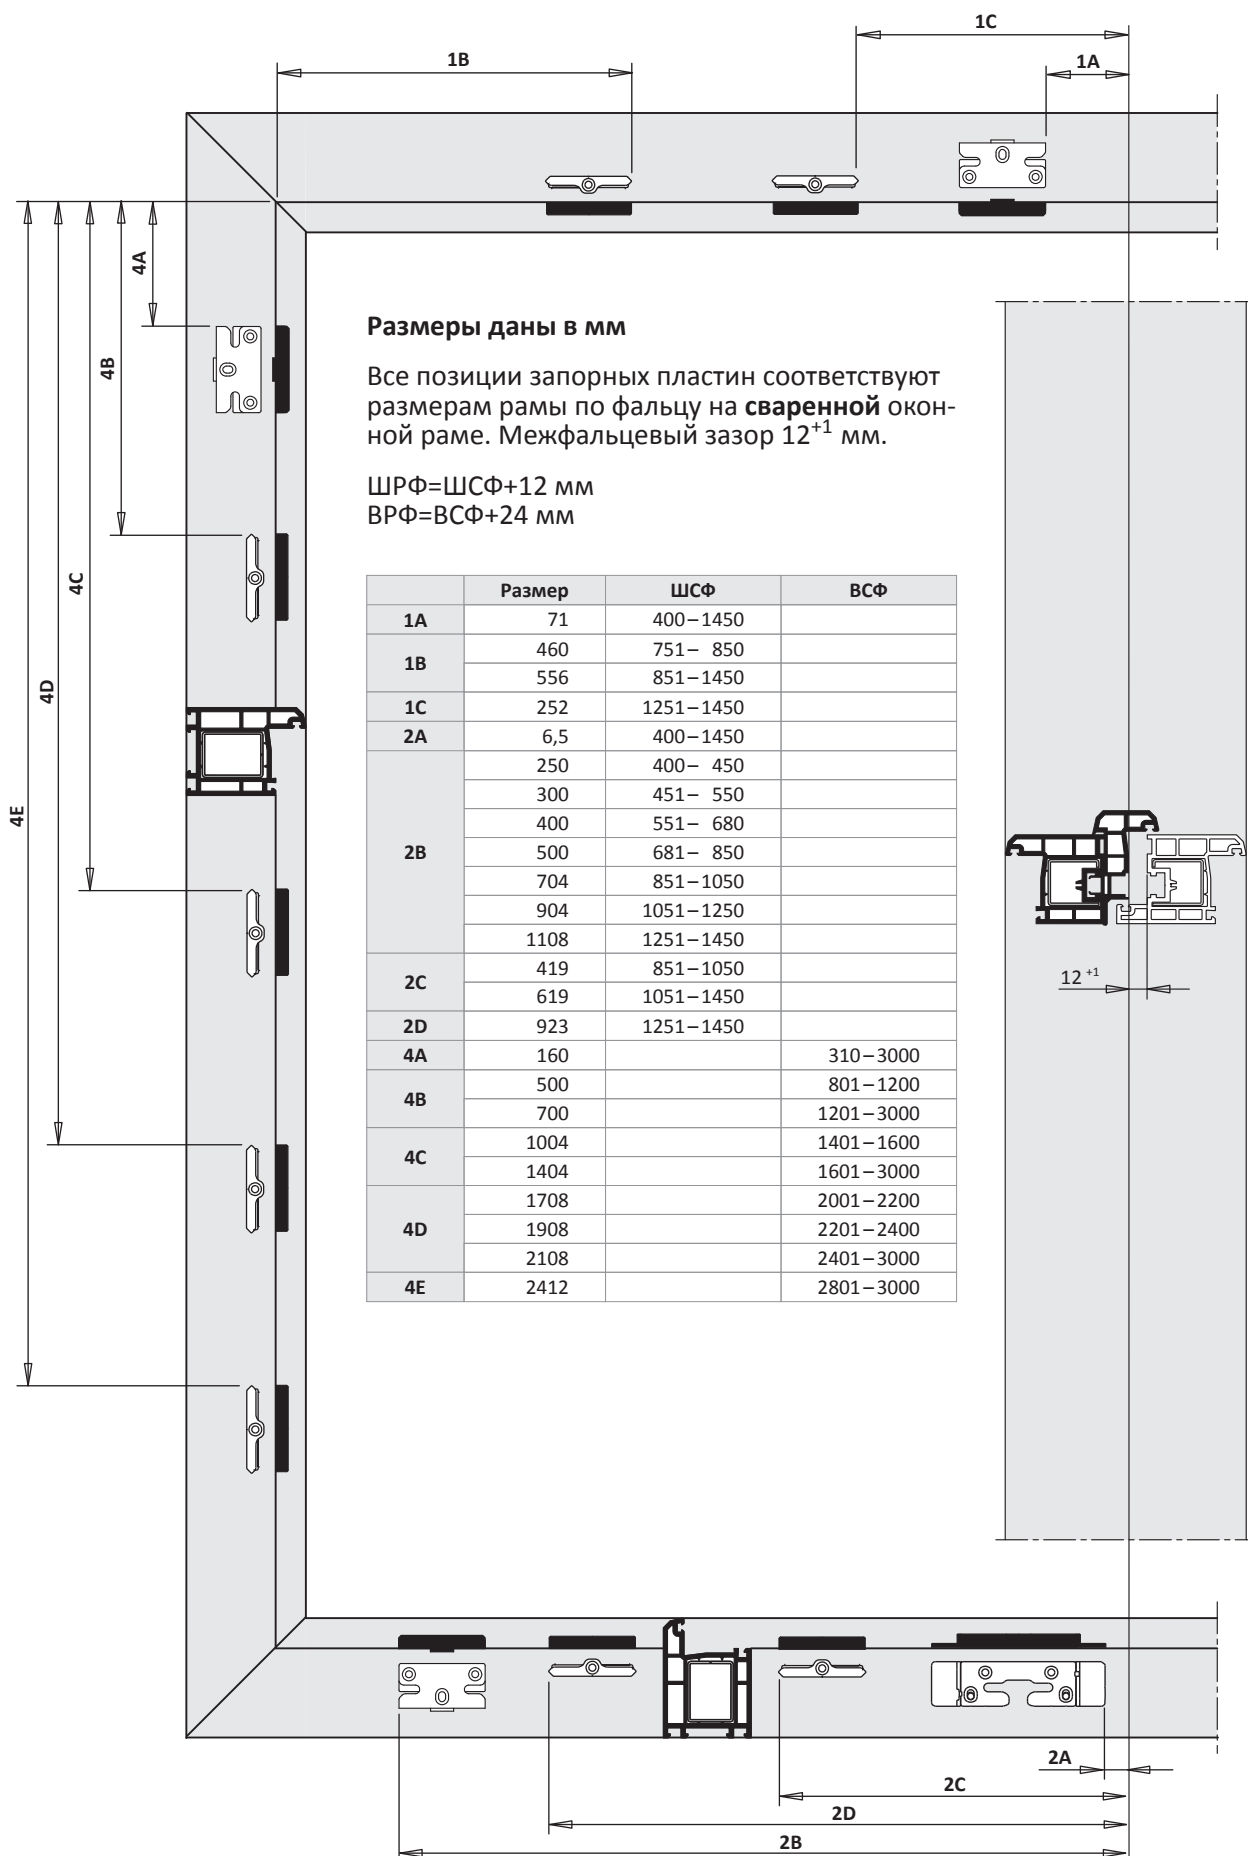 1C
1B
1A
4A
4B
4C
4D
4E
Размеры даны в мм
Все позиции запорных пластин соответствуют
размерам рамы по фальцу на сваренной окон-
ной раме. Межфальцевый зазор 12+1 мм.
ШРФ=ШСФ+12 мм
ВРФ=ВСФ+24 мм
Размер ШСФ ВСФ
1A 71 400–1450
1B 460 751– 850
556 851–1450
1C 252 1251–1450
2A 6,5 400–1450
2B 250 400– 450
300 451– 550
400 551– 680
500 681– 850
704 851–1050
904 1051–1250
1108 1251–1450
2C 419 851–1050
619 1051–1450
2D 923 1251–1450
4A 160 310–3000
4B 500 801–1200
700 1201–3000
4C 1004 1401–1600
1404 1601–3000
4D 1708 2001–2200
1908 2201–2400
2108 2401–3000
4E 2412 2801–3000
12 +1
2A
2C
2D
2B